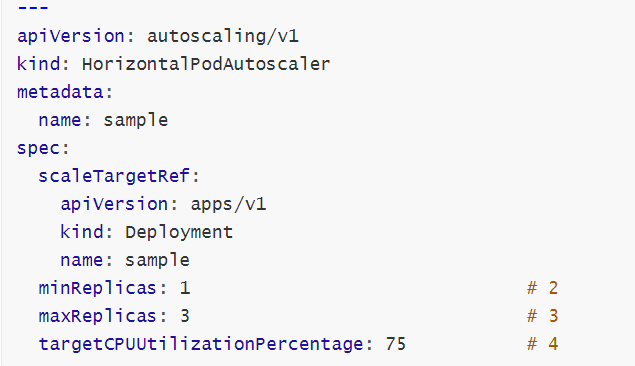 ---
apiVersion: autoscaling/v1
kind: HorizontalPodAutoscaler
metadata:
  name: sample
spec:
  scaleTargetRef:
    apiVersion: apps/v1
    kind: Deployment
    name: sample
  minReplicas: 1                               # 2
  maxReplicas: 3                               # 3
  targetCPUUtilizationPercentage: 75           # 4